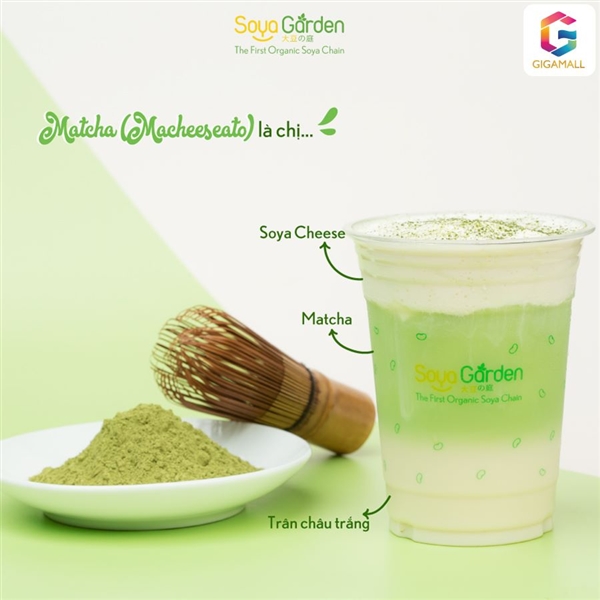 Soya Garden
大豆の庭
The First Organic Soya Chain
GIGAMALL
Matcha (Macheeseato) là chị...
Soya Cheese
Matcha
Soya Garden
大豆の庭
The First Organic Soya Chain
Trân châu trắng